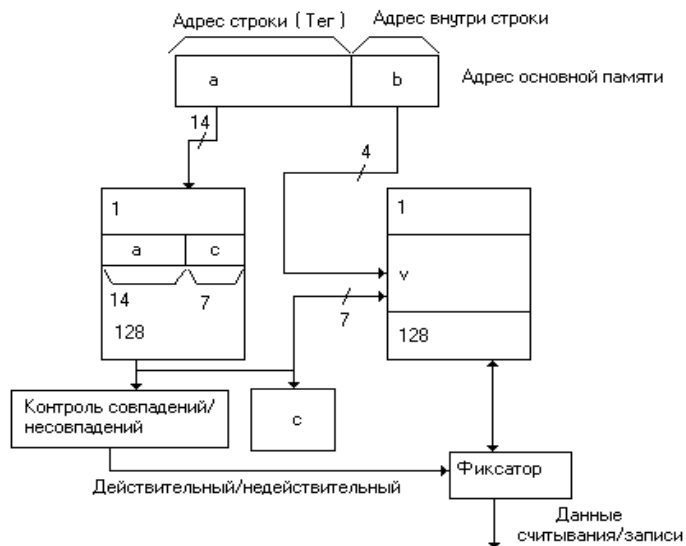 Адрес строки ( Тег )
Адрес внутри строки
a
b
Адрес основной памяти
14
4
1
1
a
c
v
14
7
7
128
128
Контроль совпадений/
несовпадений
c
Фиксатор
Действительный/недействительный
Данные
считывания/записи